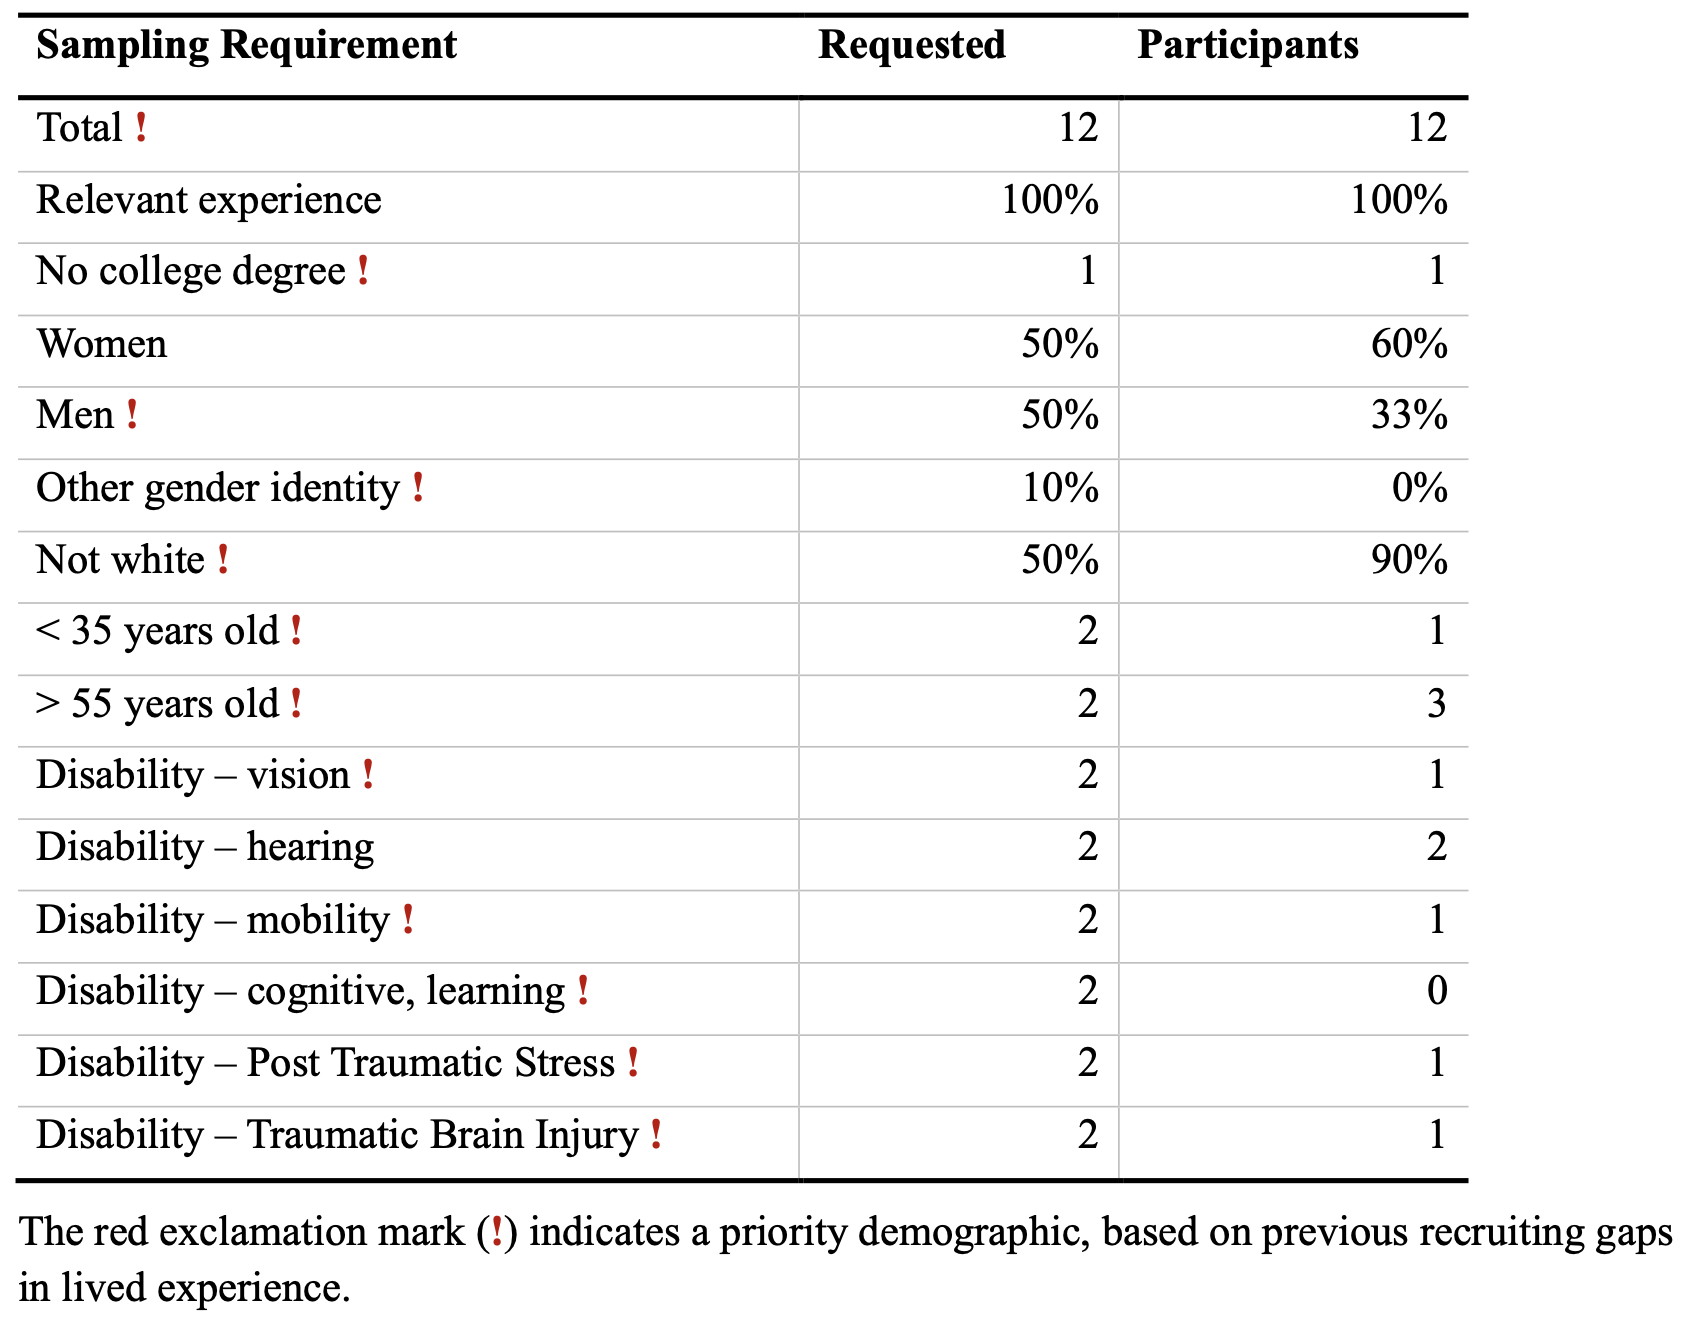 Sampling Requirement Requested Participants
Total ! 12 12
Relevant experience 100% 100%
No college degree ! 1 1
Women 50% 60%
Men ! 50% 33%
Other gender identity ! 10% 0%
Not white ! 50% 90%
< 35 years old ! 2 1
> 55 years old ! 2 3
Disability – vision ! 2 1
Disability – hearing 2 2
Disability – mobility ! 2 1
Disability – cognitive, learning ! 2 0
Disability – Post Traumatic Stress ! 2 1
Disability – Traumatic Brain Injury ! 2 1
The red exclamation mark (!) indicates a priority demographic, based on previous recruiting gaps
in lived experience.